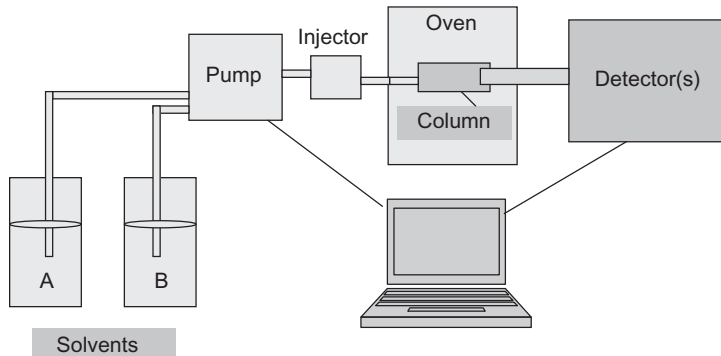 Injector
Oven
Pump
Detector(s)
Column
A
B
Solvents